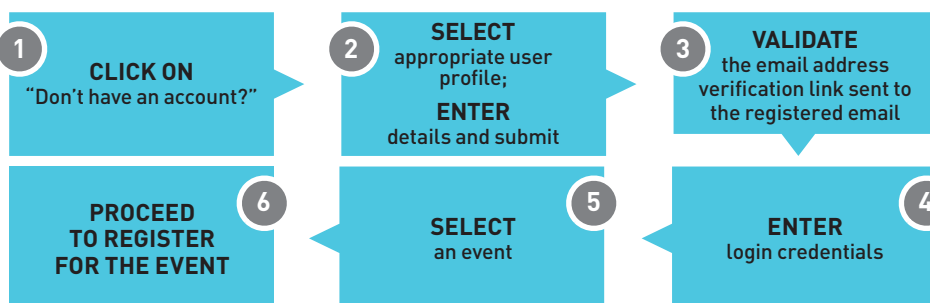 1
CLICK ON
“Don’t have an account?”
2
SELECT
appropriate user
profile;
ENTER
details and submit
3
VALIDATE
the email address
verification link sent to
the registered email
4
ENTER
login credentials
5
SELECT
an event
6
PROCEED
TO REGISTER
FOR THE EVENT